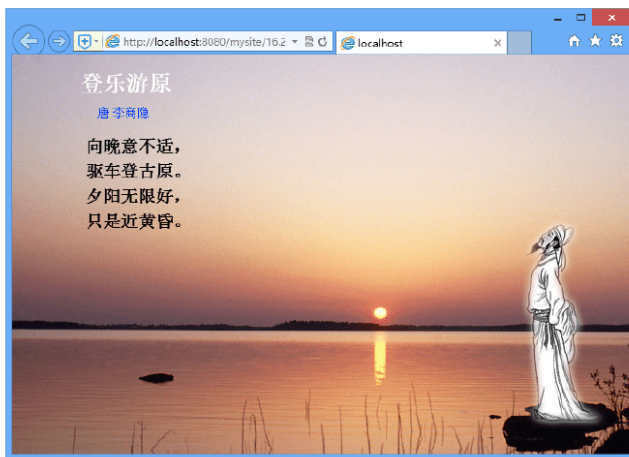 http://localhost:8080/mysite/16.2
localhost
登乐游原
唐 李商隐
向晚意不适，
驱车登古原。
夕阳无限好，
只是近黄昏。